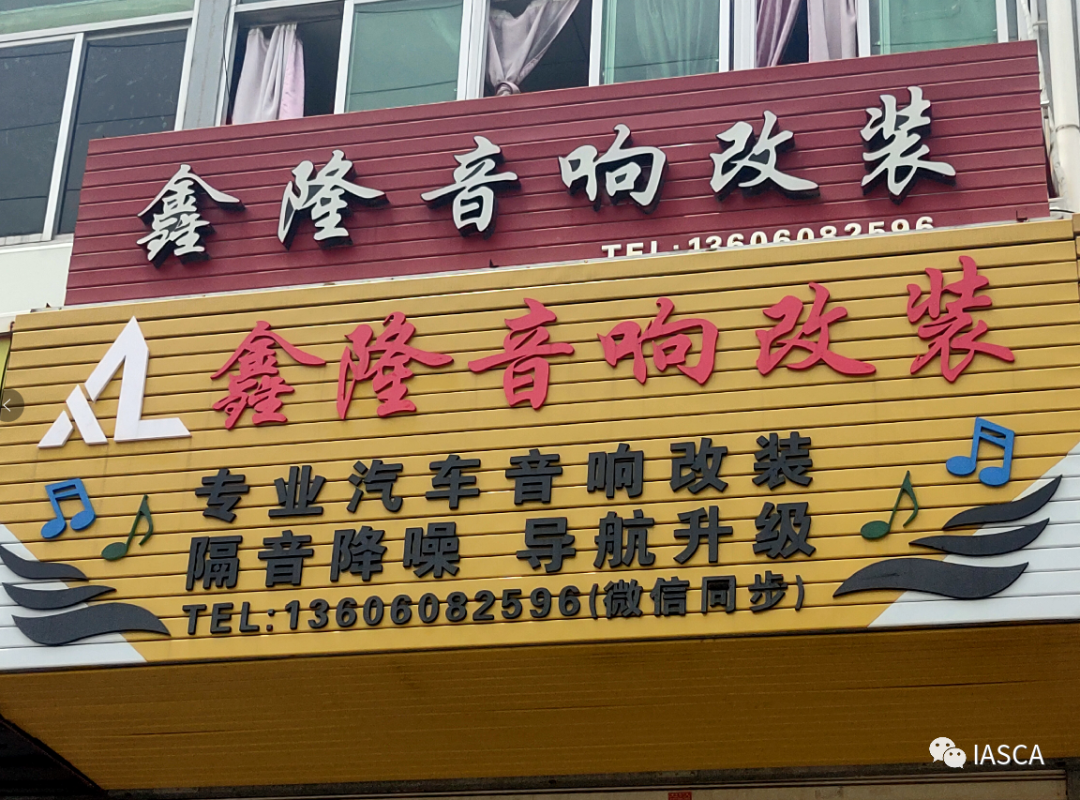 鑫隆音响改装
TEL:13606082596
XL
鑫隆音响改装
专业汽车音响改装
隔音降噪 导航升级
TEL:13606082596(微信同步)
IASCA